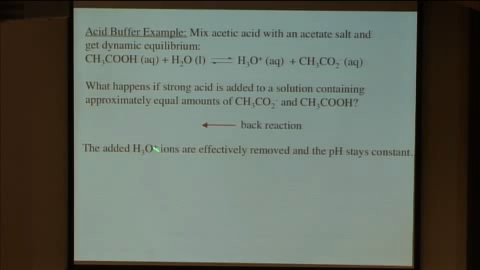 Acid Buffer Example: Mix acetic acid with an acetate salt and
get dynamic equilibrium:
CH₃COOH (aq) + H₂O (l) ⇌ H₃O⁺ (aq) + CH₃CO₂⁻ (aq)
What happens if strong acid is added to a solution containing
approximately equal amounts of CH₃CO₂⁻ and CH₃COOH?
← back reaction
The added H₃O⁺ ions are effectively removed and the pH stays constant.